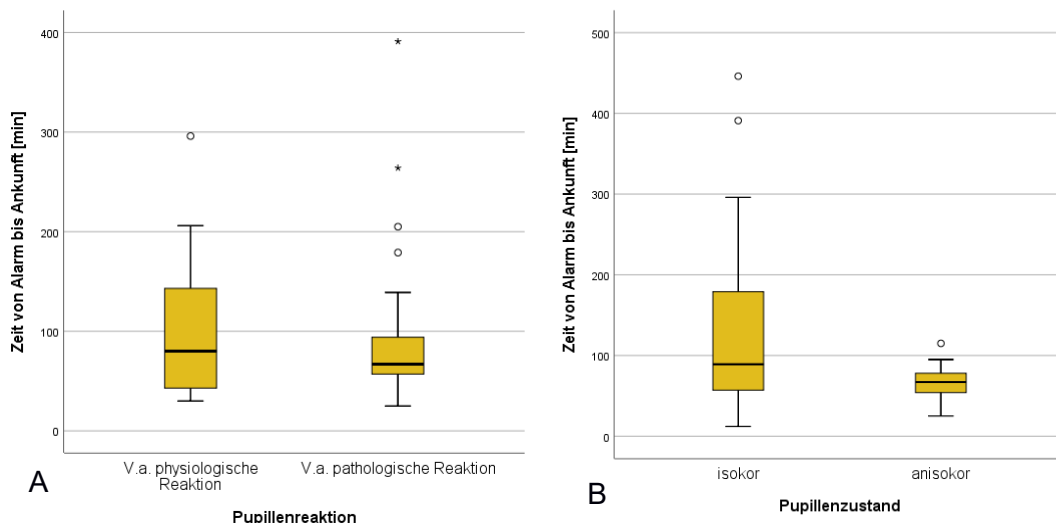 Zeit von Alarm bis Ankunft [min]
400
300
200
100
0
V.a. physiologische
Reaktion
V.a. pathologische Reaktion
A
Pupillenreaktion
Zeit von Alarm bis Ankunft [min]
500
400
300
200
100
0
isokor
anisokor
B
Pupillenzustand